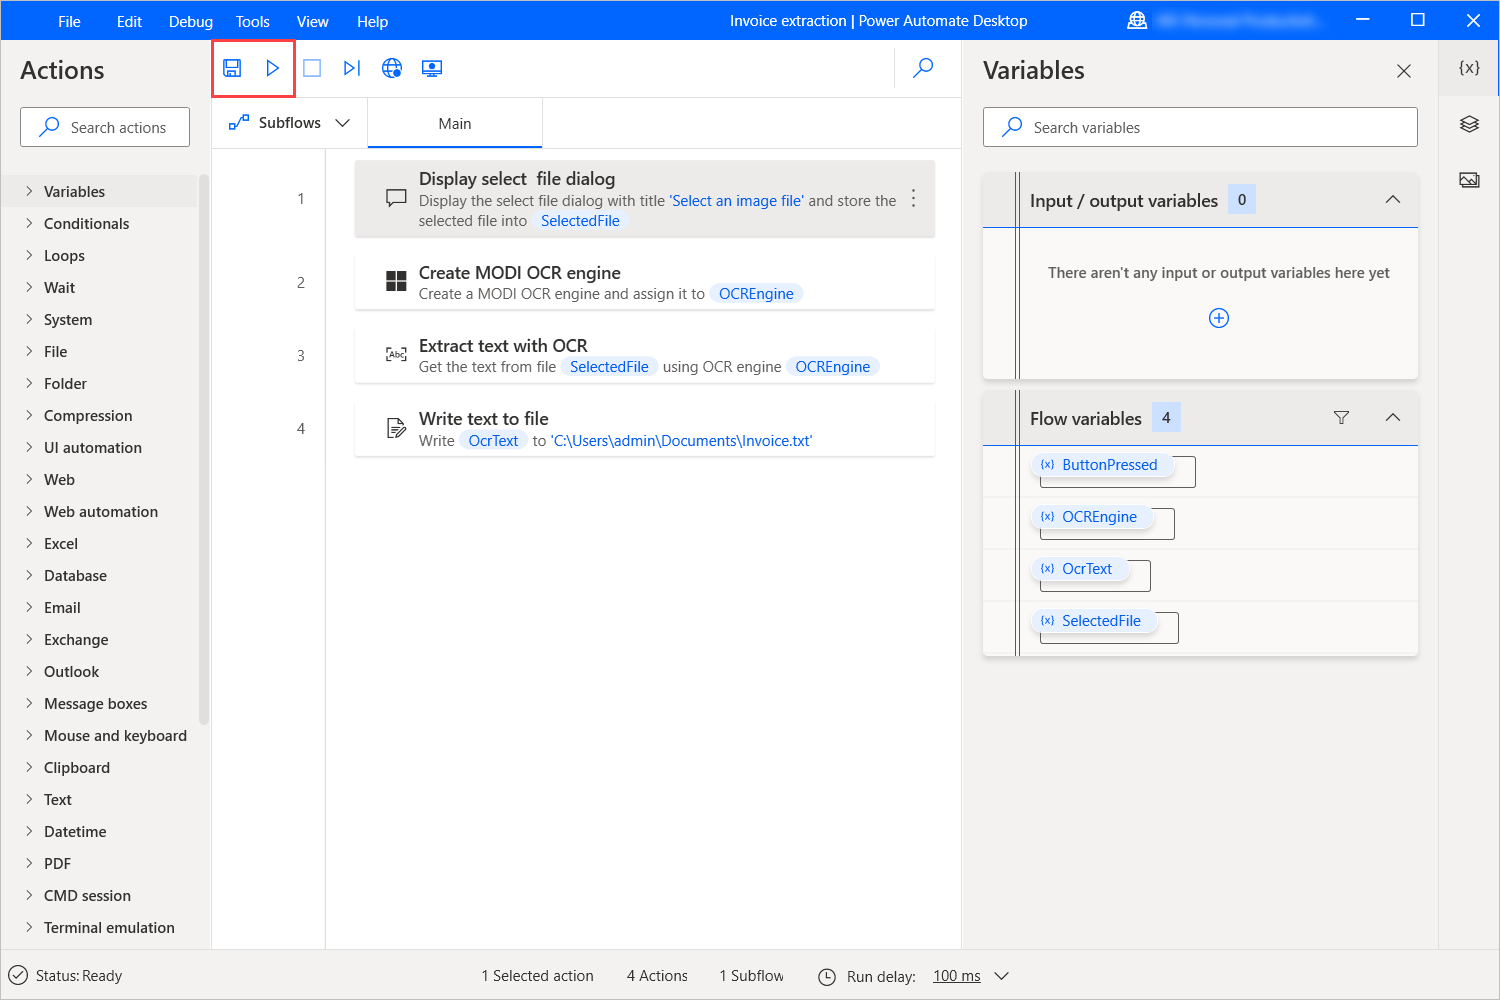 File Edit Debug Tools View Help Invoice extraction | Power Automate Desktop
Actions
Search actions
Variables
Conditionals
Loops
Wait
System
File
Folder
Compression
UI automation
Web
Web automation
Excel
Database
Email
Exchange
Outlook
Message boxes
Mouse and keyboard
Clipboard
Text
Datetime
PDF
CMD session
Terminal emulation
Subflows Main
1
Display select file dialog
Display the select file dialog with title 'Select an image file' and store the
selected file into SelectedFile
2
Create MODI OCR engine
Create a MODI OCR engine and assign it to OCREngine
3
Abc
Extract text with OCR
Get the text from file SelectedFile using OCR engine OCREngine
4
Write text to file
Write OcrText to 'C:\Users\admin\Documents\Invoice.txt'
Variables
{x}
Search variables
Input / output variables 0
There aren't any input or output variables here yet
Flow variables 4
{x} ButtonPressed
{x} OCREngine
{x} OcrText
{x} SelectedFile
Status: Ready 1 Selected action 4 Actions 1 Subflow Run delay: 100 ms